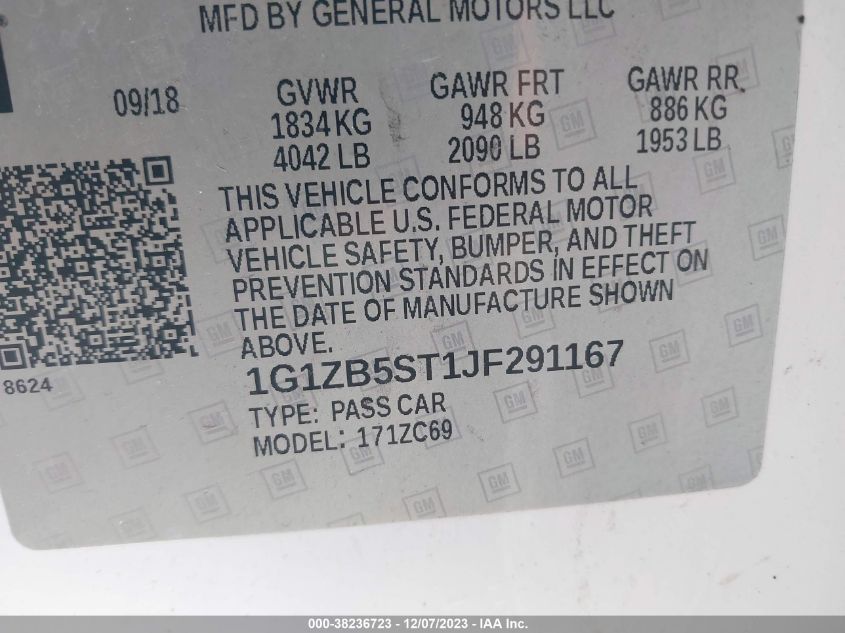 MFD BY GENERAL MOTORS LLC
09/18
GVWR
1834 KG
4042 LB
GAWR FRT
948 KG
2090 LB
GAWR RR
886 KG
1953 LB
THIS VEHICLE CONFORMS TO ALL
APPLICABLE U.S. FEDERAL MOTOR
VEHICLE SAFETY, BUMPER, AND THEFT
PREVENTION STANDARDS IN EFFECT ON
THE DATE OF MANUFACTURE SHOWN
ABOVE.
8624
1G1ZB5ST1JF291167
TYPE: PASS CAR
MODEL: 171ZC69
GM
000-38236723 - 12/07/2023 - IAA Inc.